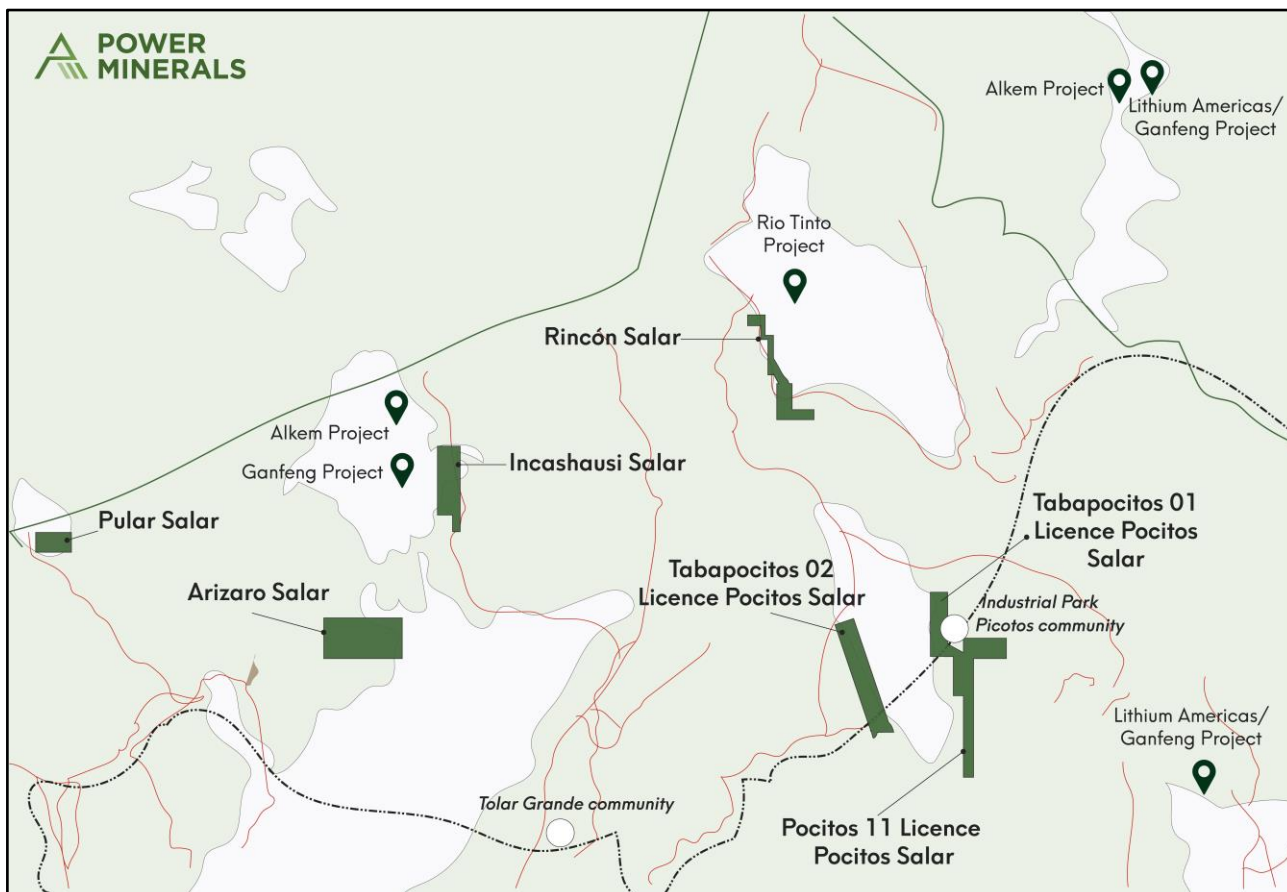 POWER
MINERALS
Alkem Project
Lithium Americas/
Ganfeng Project
Rio Tinto
Project
Rincón Salar
Alkem Project
Ganfeng Project
Incashausi Salar
Pular Salar
Tabapocitos 01
Licence Pocitos
Salar
Tabapocitos 02
Licence Pocitos Salar
Arizaro Salar
Industrial Park
Picotos community
Lithium Americas/
Ganfeng Project
Tolar Grande community
Pocitos 11 Licence
Pocitos Salar